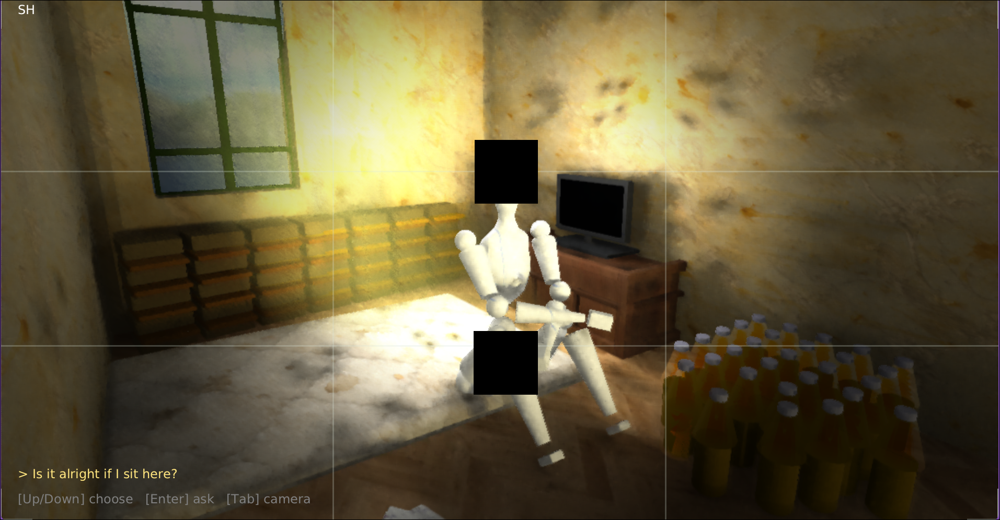 SH
> Is it alright if I sit here?
[Up/Down] choose [Enter] ask [Tab] camera